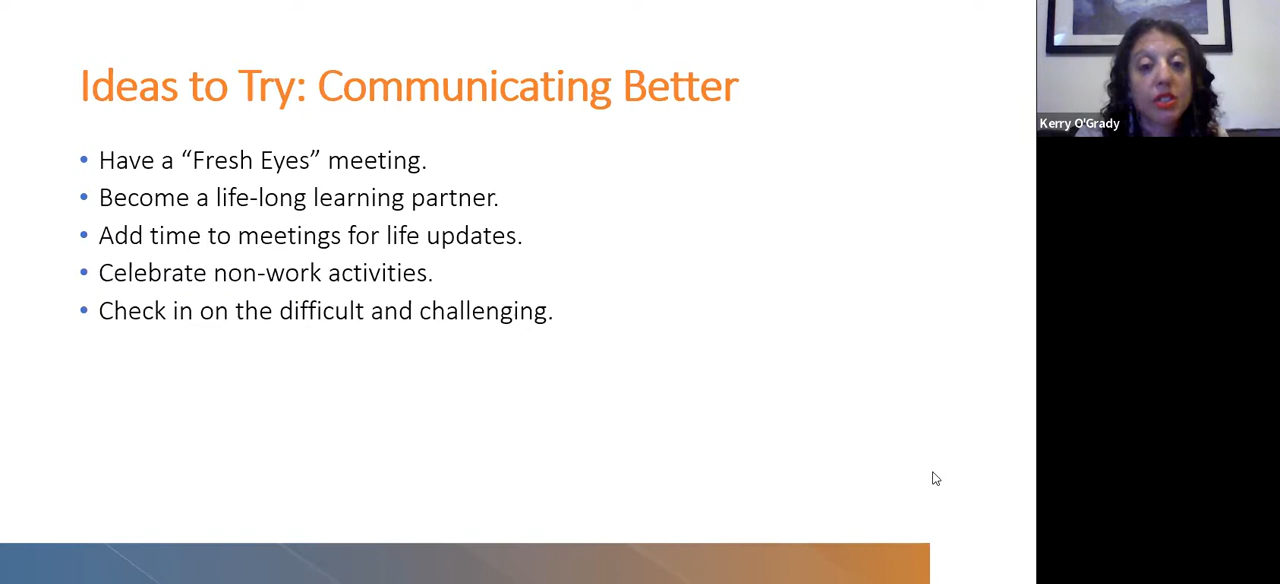 Ideas to Try: Communicating Better
• Have a “Fresh Eyes” meeting.
• Become a life-long learning partner.
• Add time to meetings for life updates.
• Celebrate non-work activities.
• Check in on the difficult and challenging.
Kerry O'Grady